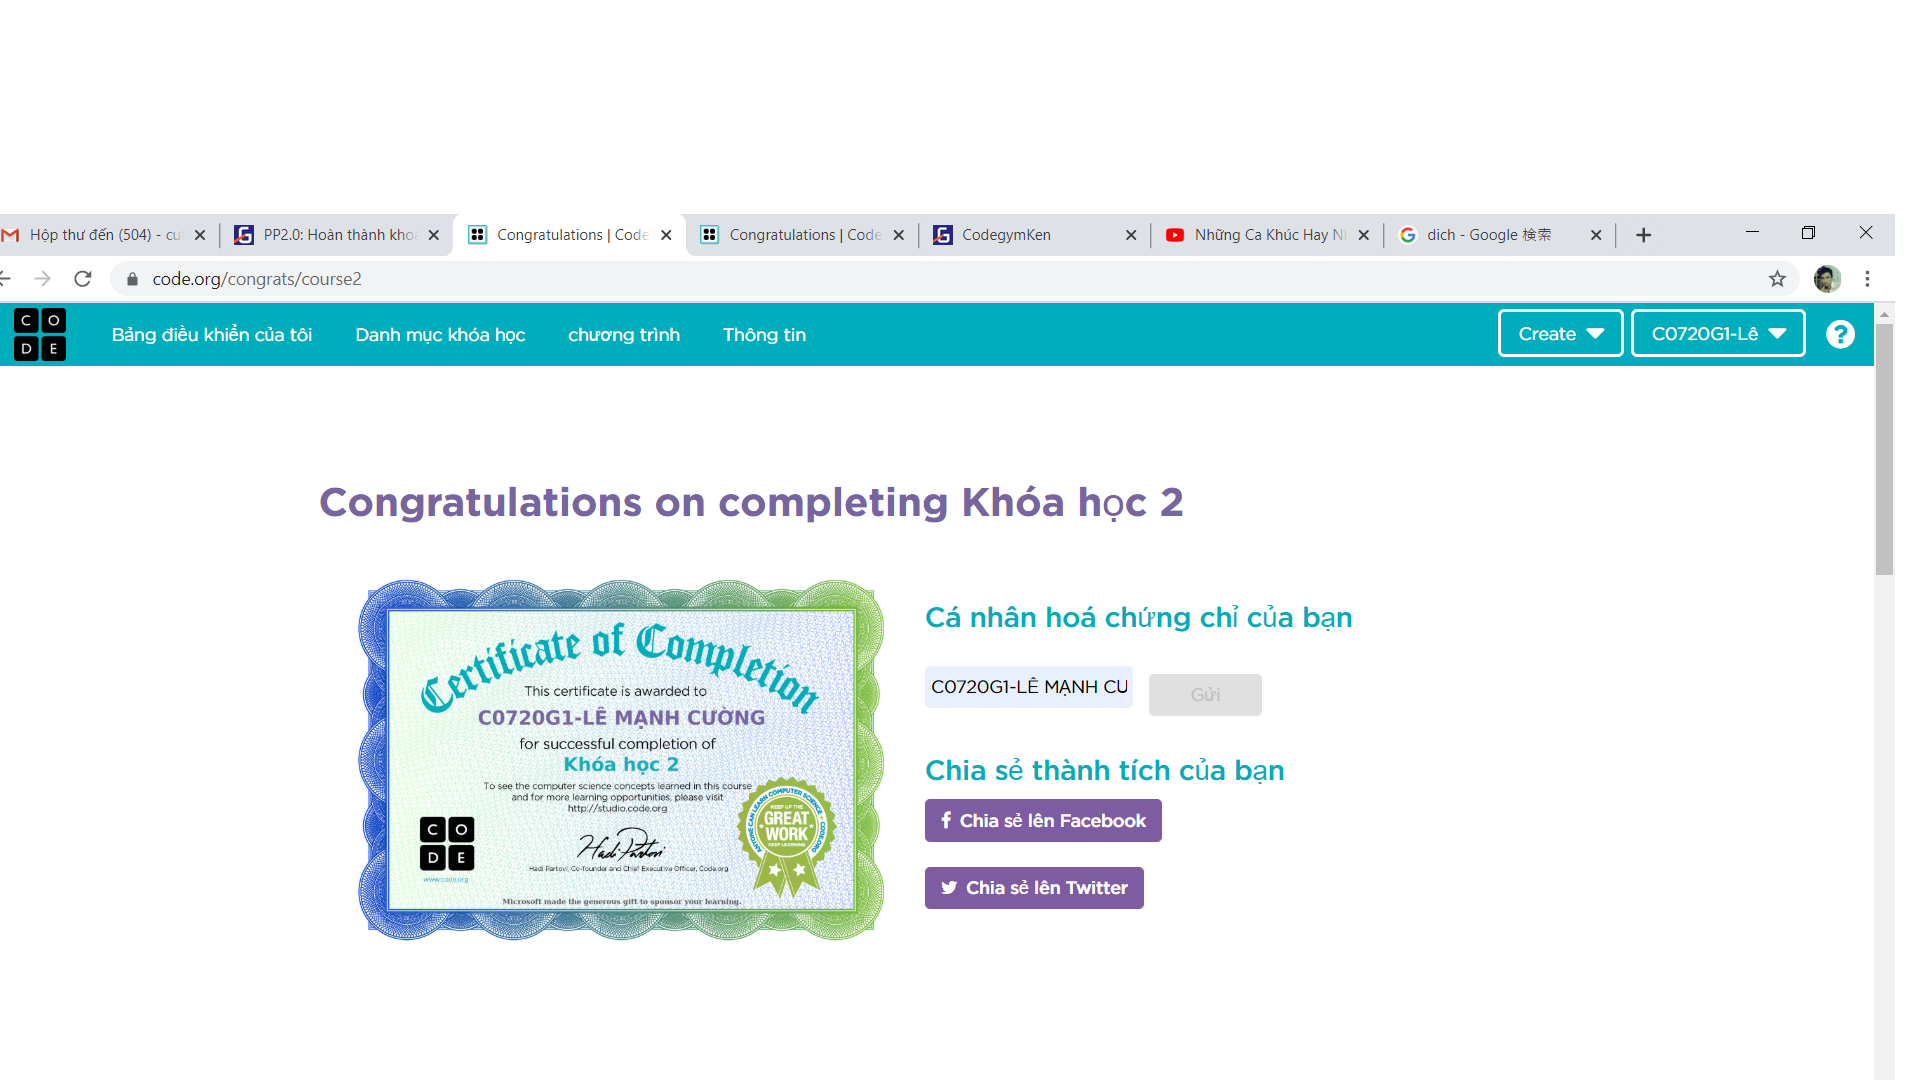 Hộp thư đến (504) - cu
PP2.0: Hoàn thành kho
Congratulations | Code
Congratulations | Code
CodegymKen
Những Ca Khúc Hay N
dich - Google 検索
code.org/congrats/course2
C O
D E
Bảng điều khiển của tôi
Danh mục khóa học
chương trình
Thông tin
Create
C0720G1-Lê
?
Congratulations on completing Khóa học 2
Certificate of Completion
This certificate is awarded to
C0720G1-LÊ MẠNH CƯỜNG
for successful completion of
Khóa học 2
To see the computer science concepts learned in this course
and for more learning opportunities, please visit
http://studio.code.org
C O
D E
www.code.org
Hadi Partovi
Hadi Partovi, Co-founder and Chief Executive Officer, Code.org
ANYONE CAN LEARN COMPUTER SCIENCE
CODE.ORG
KEEP UP THE
GREAT
WORK
KEEP LEARNING
Microsoft made the generous gift to sponsor your learning.
Cá nhân hoá chứng chỉ của bạn
C0720G1-LÊ MẠNH CƯ
Gửi
Chia sẻ thành tích của bạn
Chia sẻ lên Facebook
Chia sẻ lên Twitter